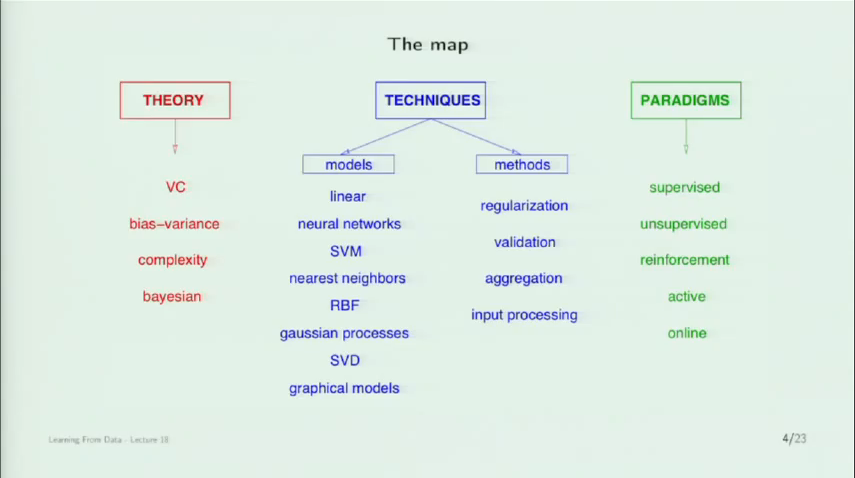 The map
THEORY
VC
bias–variance
complexity
bayesian
TECHNIQUES
models
linear
neural networks
SVM
nearest neighbors
RBF
gaussian processes
SVD
graphical models
methods
regularization
validation
aggregation
input processing
PARADIGMS
supervised
unsupervised
reinforcement
active
online
Learning From Data - Lecture 18
4/23